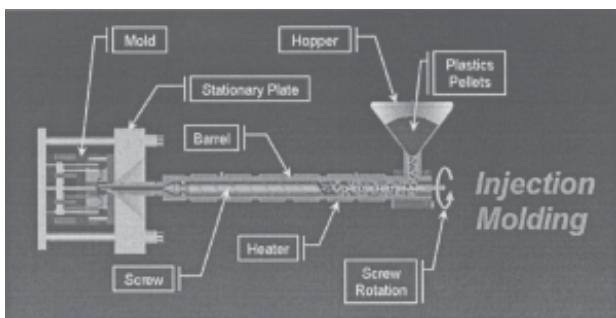 Mold
Hopper
Plastics
Pellets
Stationary Plate
Barrel
Injection
Molding
Heater
Screw
Screw
Rotation